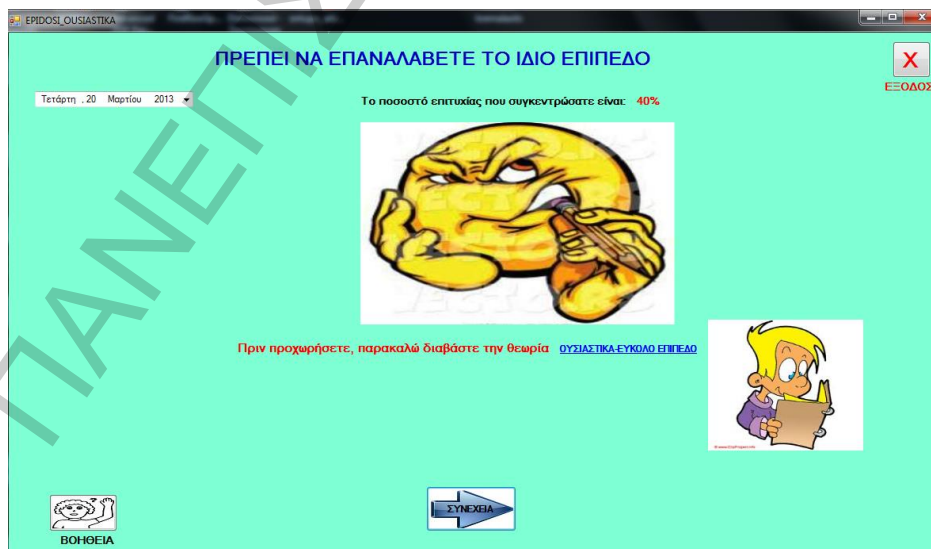 EPIDOSI_OUSIASTIKA
ΠΡΕΠΕΙ ΝΑ ΕΠΑΝΑΛΑΒΕΤΕ ΤΟ ΙΔΙΟ ΕΠΙΠΕΔΟ
X
ΕΞΟΔΟΣ
Τετάρτη , 20 Μαρτίου 2013
Το ποσοστό επιτυχίας που συγκεντρώσατε είναι: 40%
Πριν προχωρήσετε, παρακαλώ διαβάστε την θεωρία ΟΥΣΙΑΣΤΙΚΑ-ΕΥΚΟΛΟ ΕΠΙΠΕΔΟ
ΣΥΝΕΧΕΙΑ
ΒΟΗΘΕΙΑ